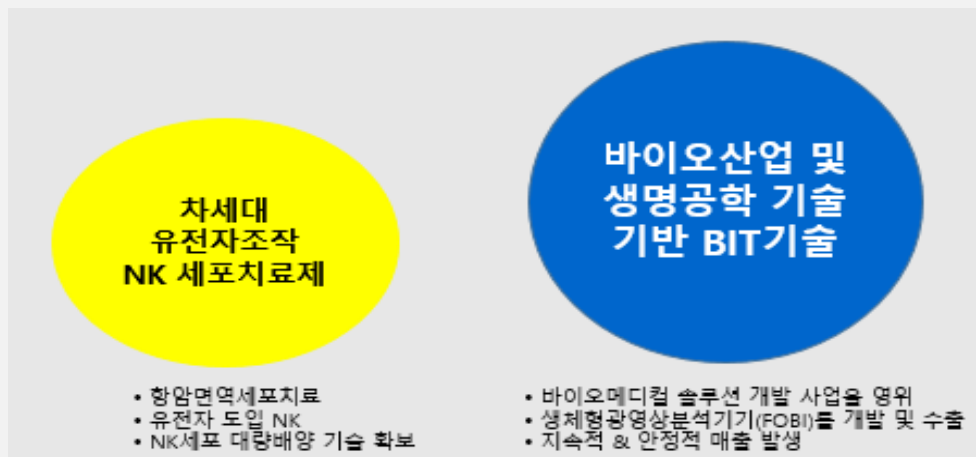 차세대
유전자조작
NK 세포치료제
• 항암면역세포치료
• 유전자 도입 NK
• NK세포 대량배양 기술 확보
바이오산업 및
생명공학 기술
기반 BIT기술
• 바이오메디컬 솔루션 개발 사업을 영위
• 생체형광영상분석기기(FOBI)를 개발 및 수출
• 지속적 & 안정적 매출 발생